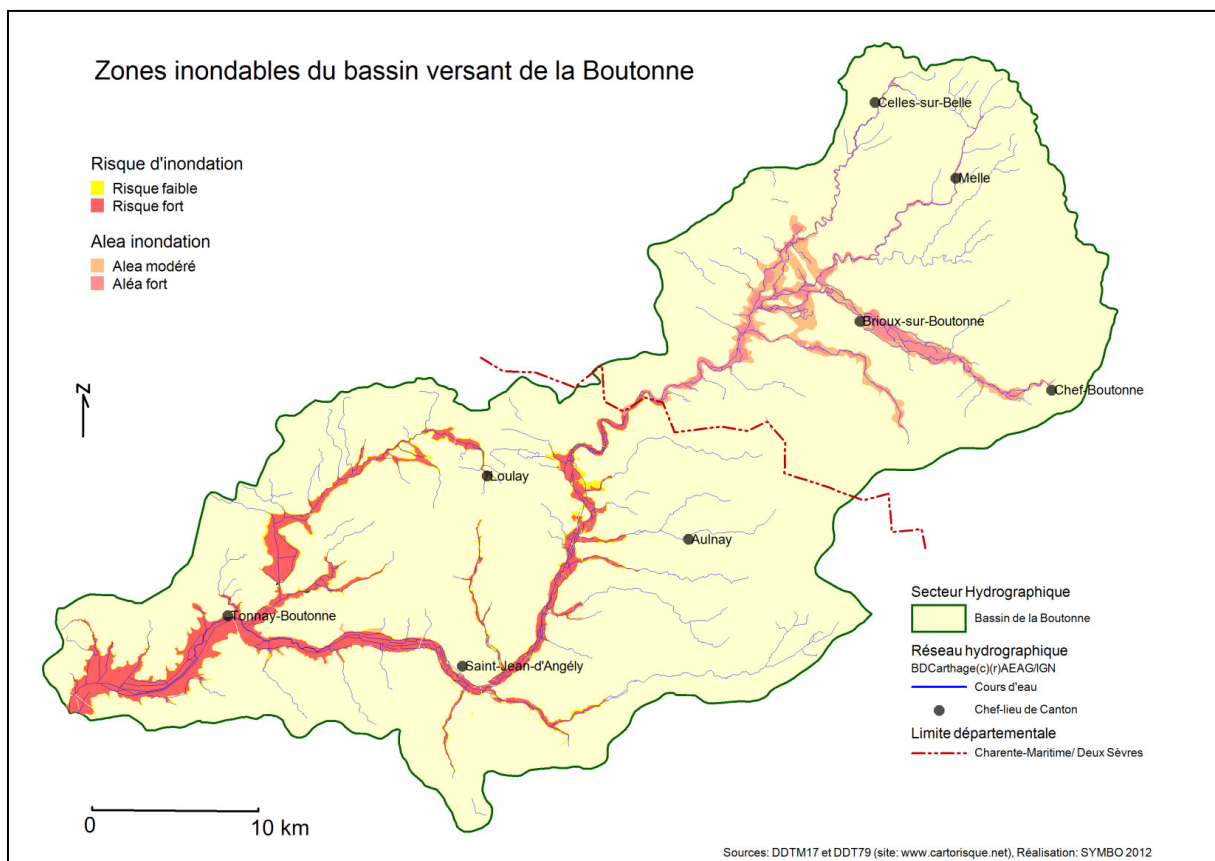 Zones inondables du bassin versant de la Boutonne
Risque d'inondation
Risque faible
Risque fort
Alea inondation
Alea modéré
Aléa fort
Celles-sur-Belle
Melle
Brioux-sur-Boutonne
Chef-Boutonne
N
Loulay
Aulnay
Tonnay-Boutonne
Saint-Jean-d'Angély
Secteur Hydrographique
Bassin de la Boutonne
Réseau hydrographique
BDCarthage(c)(r)AEAG/IGN
Cours d'eau
Chef-lieu de Canton
Limite départementale
Charente-Maritime/ Deux Sèvres
0 10 km
Sources: DDTM17 et DDT79 (site: www.cartorisque.net), Réalisation: SYMBO 2012